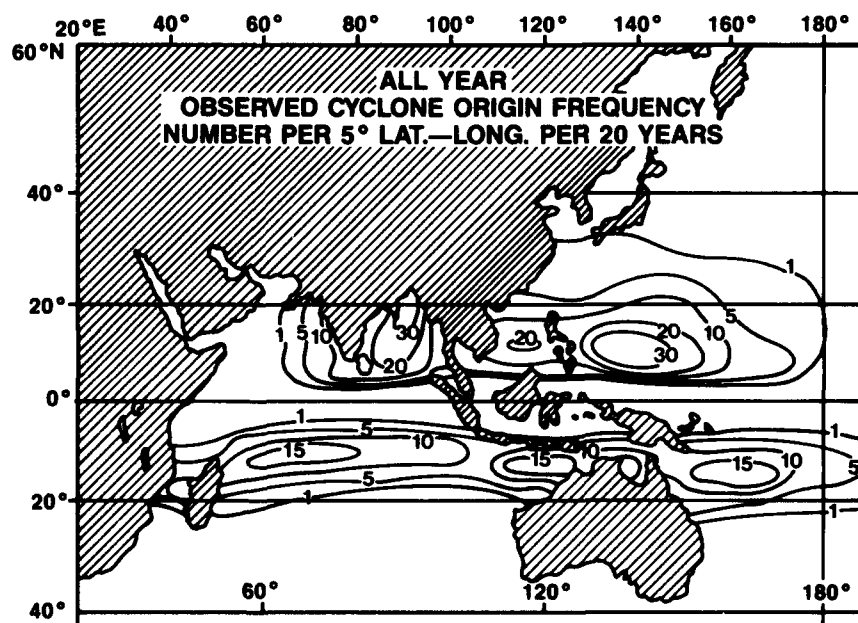 20°E 40° 60° 80° 100° 120° 140° 160° 180°
60°N
ALL YEAR
OBSERVED CYCLONE ORIGIN FREQUENCY
NUMBER PER 5° LAT.—LONG. PER 20 YEARS
40°
1
20°
1 5 10 30 20 20 20 30 10 5
0°
1 5 10 15 5 1
15 10 15 10 1 5
20°
1
60° 120° 180°
40°